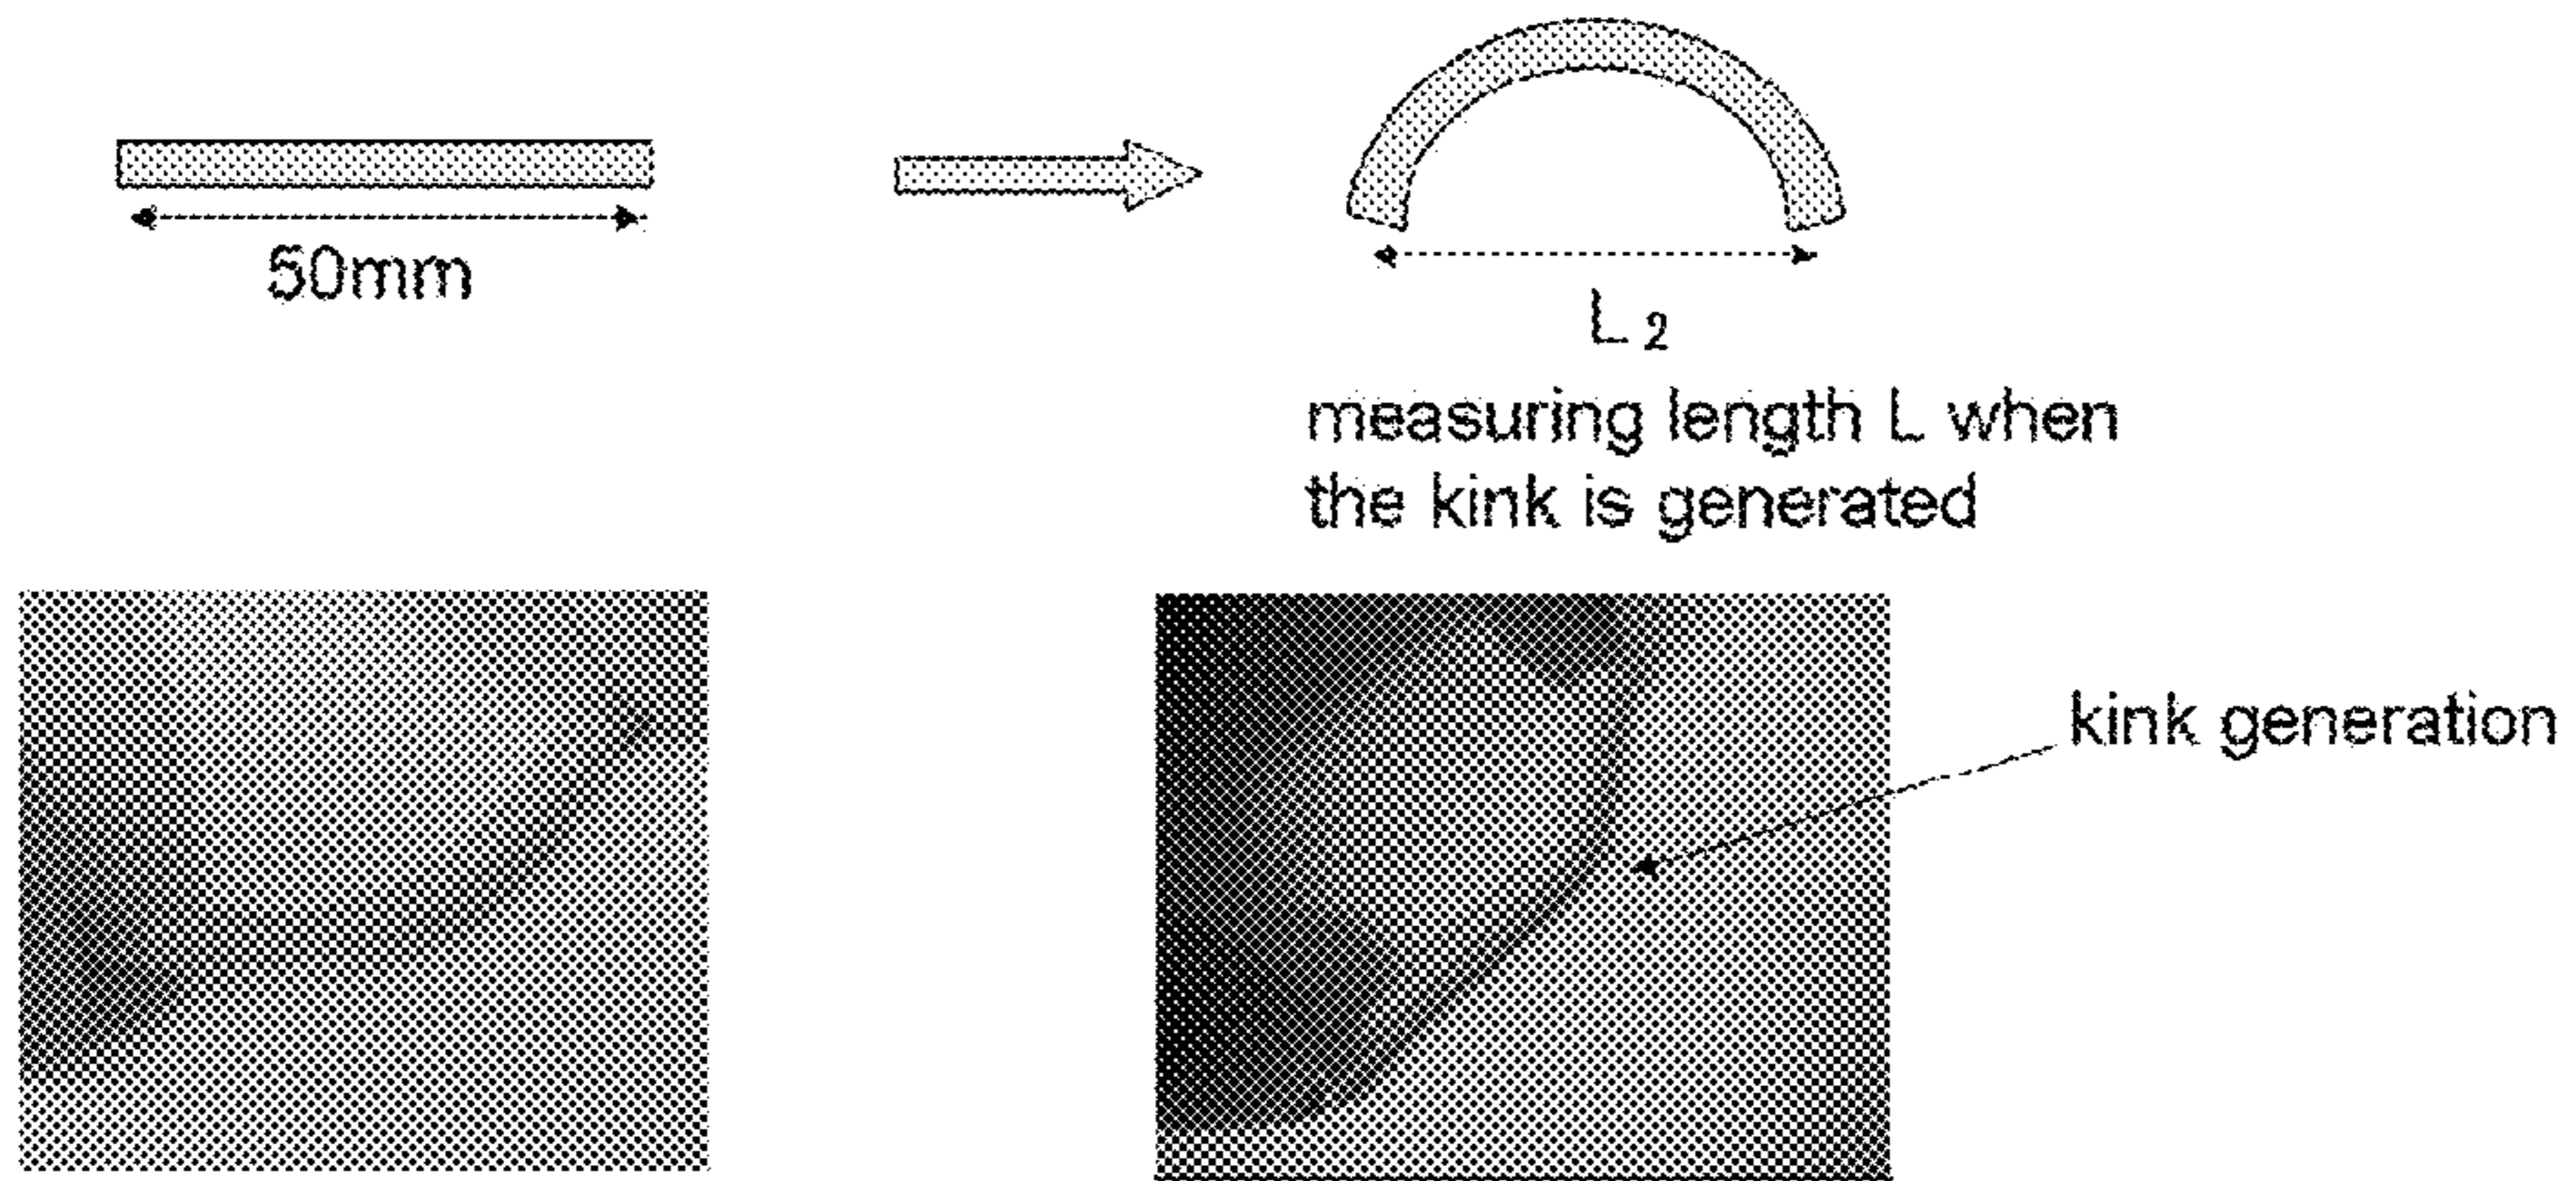 50mm
L₂
measuring length L when
the kink is generated
kink generation